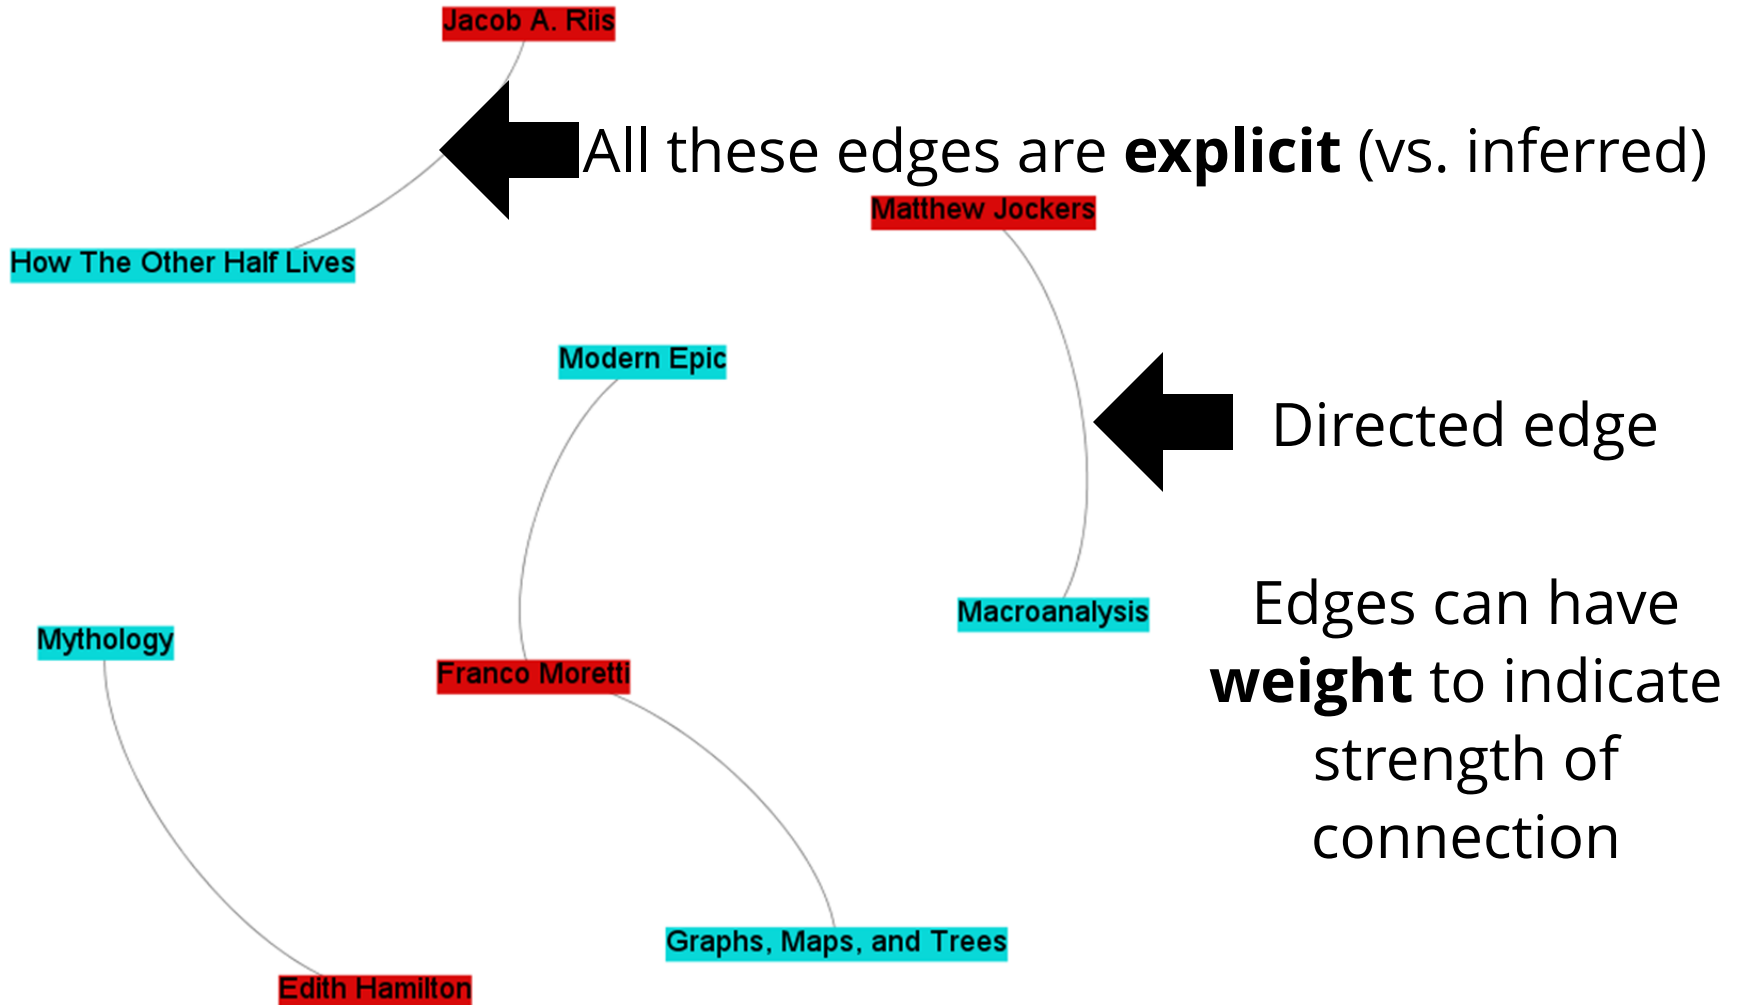 Jacob A. Riis
All these edges are explicit (vs. inferred)
Matthew Jockers
How The Other Half Lives
Modern Epic
Directed edge
Edges can have
weight to indicate
strength of
connection
Macroanalysis
Mythology
Franco Moretti
Graphs, Maps, and Trees
Edith Hamilton